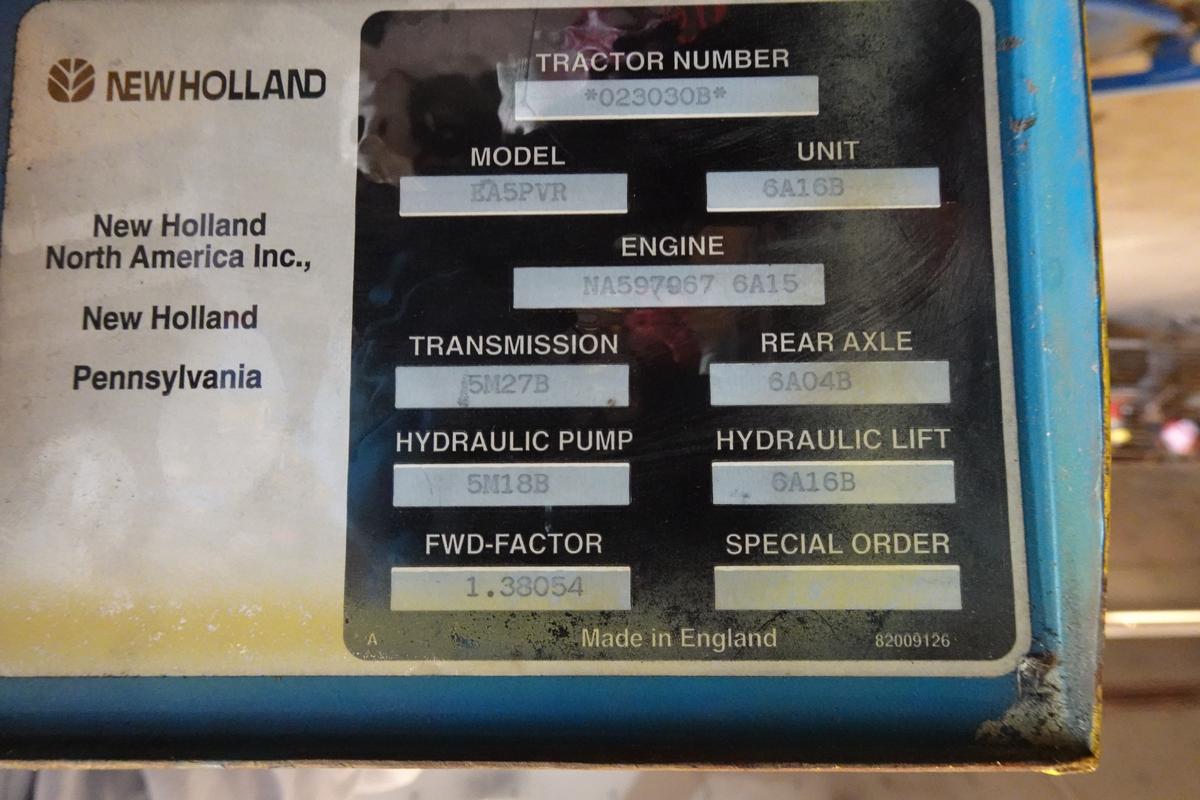 NEW HOLLAND
New Holland
North America Inc.,
New Holland
Pennsylvania
TRACTOR NUMBER
*023030B*
MODEL UNIT
EA5PVR 6A16B
ENGINE
NA597967 6A15
TRANSMISSION REAR AXLE
5M27B 6A04B
HYDRAULIC PUMP HYDRAULIC LIFT
5M18B 6A16B
FWD-FACTOR SPECIAL ORDER
1.38054
A Made in England 82009126